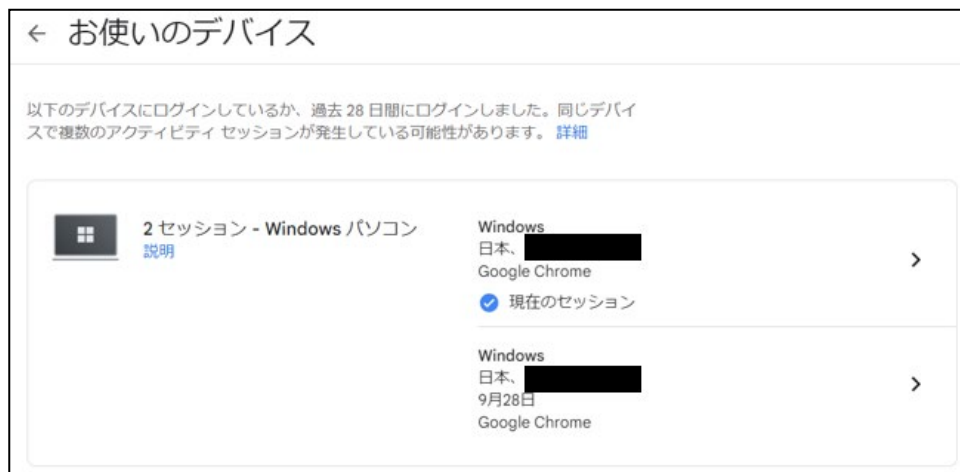 ← お使いのデバイス
以下のデバイスにログインしているか、過去 28 日間にログインしました。同じデバイ
スで複数のアクティビティ セッションが発生している可能性があります。 詳細
2 セッション - Windows パソコン
説明
Windows
日本、
Google Chrome
現在のセッション
Windows
日本、
9月28日
Google Chrome